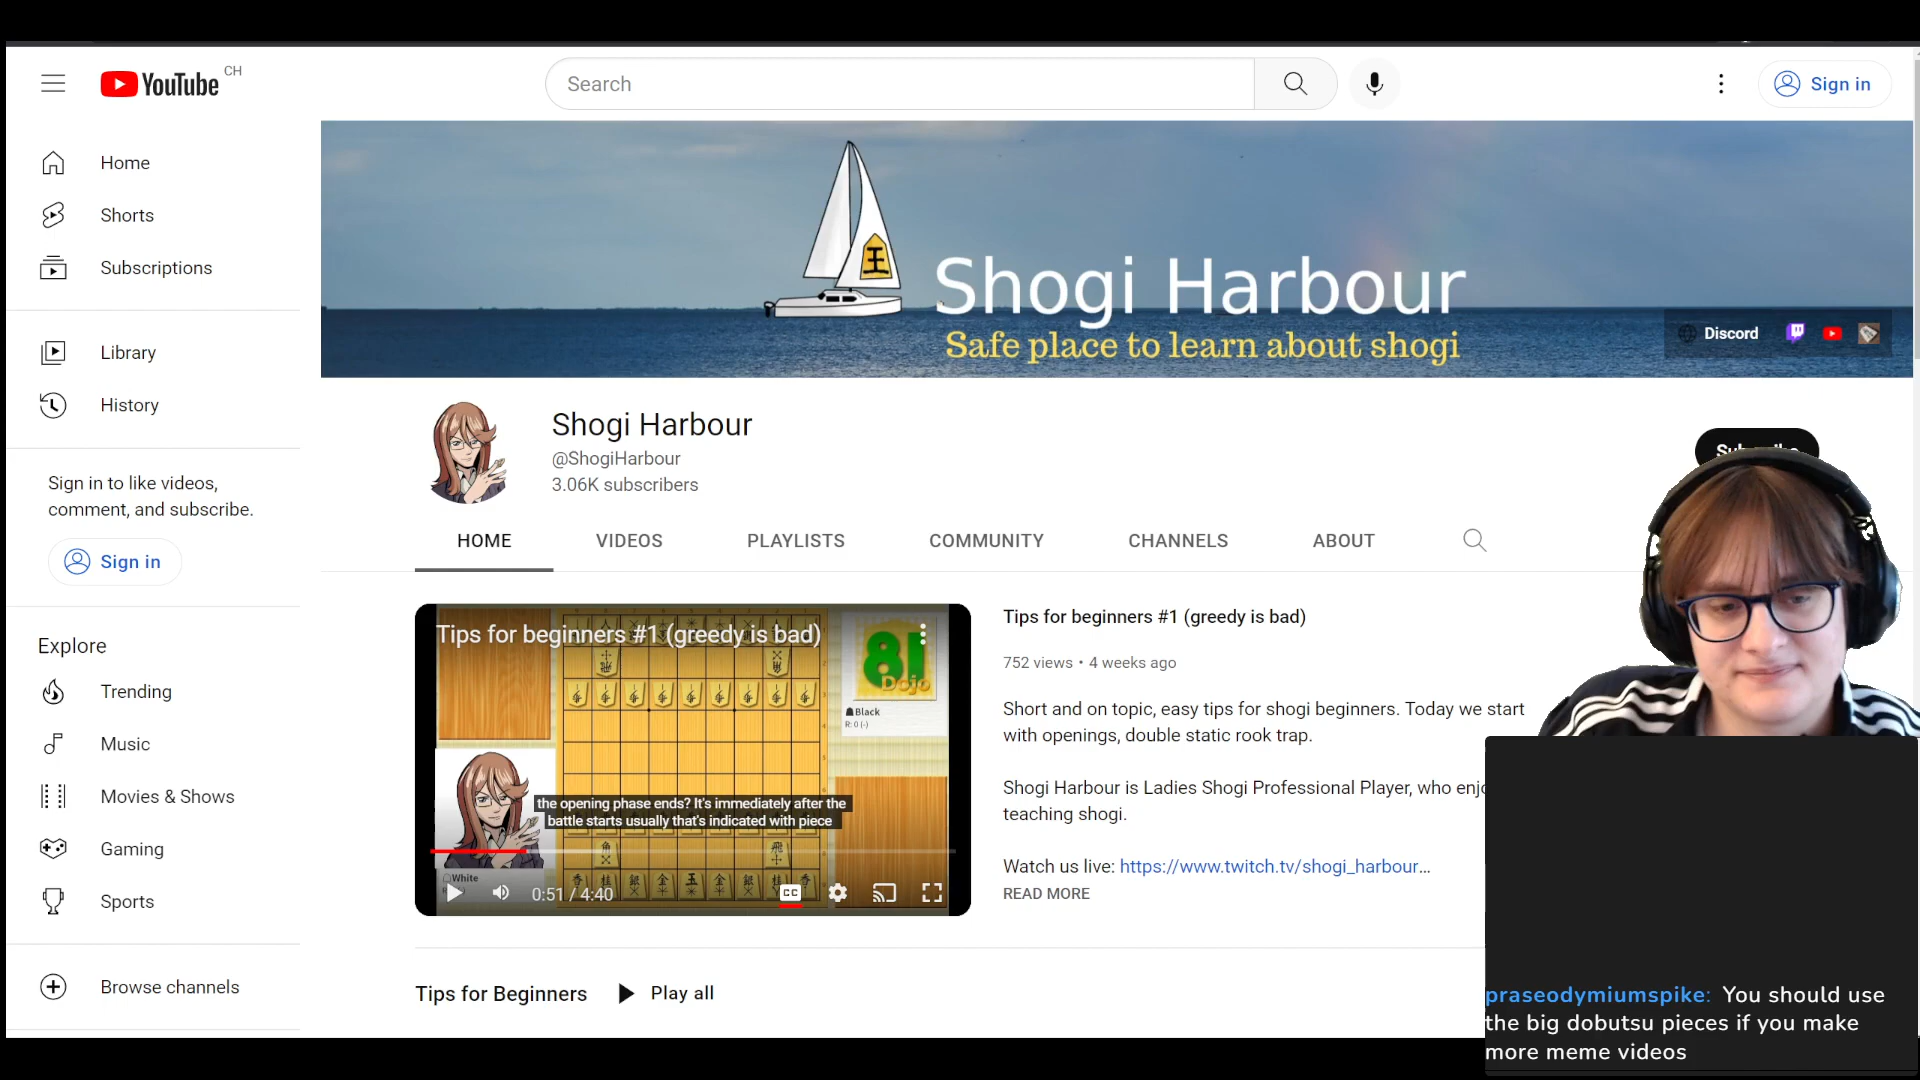 YouTube CH
Search
Sign in
Home
Shorts
Subscriptions
Library
History
Sign in to like videos,
comment, and subscribe.
Sign in
Explore
Trending
Music
Movies & Shows
Gaming
Sports
Browse channels
王
Shogi Harbour
Safe place to learn about shogi
Discord
Shogi Harbour
@ShogiHarbour
3.06K subscribers
HOME
VIDEOS
PLAYLISTS
COMMUNITY
CHANNELS
ABOUT
Tips for beginners #1 (greedy is bad)
81
Dojo
Black
R: 0 (-)
the opening phase ends? It's immediately after the
battle starts usually that's indicated with piece
White
0:51 / 4:40
CC
Tips for beginners #1 (greedy is bad)
752 views • 4 weeks ago
Short and on topic, easy tips for shogi beginners. Today we start
with openings, double static rook trap.
Shogi Harbour is Ladies Shogi Professional Player, who enj
teaching shogi.
Watch us live: https://www.twitch.tv/shogi_harbour...
READ MORE
Tips for Beginners
Play all
praseodymiumspike: You should use
the big dobutsu pieces if you make
more meme videos